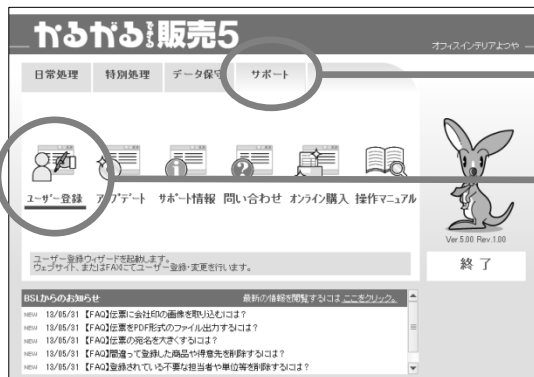 かるがるできる販売5
オフィスインテリアよつや
日常処理 特別処理 データ保守 サポート
ユーザー登録 アップデート サポート情報 問い合わせ オンライン購入 操作マニュアル
Ver.5.00 Rev.1.00
終 了
ユーザー登録ウィザードを起動します。
ウェブサイト、またはFAXにてユーザー登録・変更を行います。
BSLからのお知らせ 最新の情報を閲覧するには ここをクリック。
NEW 13/05/31 【FAQ】伝票に会社印の画像を取り込むには?
NEW 13/05/31 【FAQ】伝票をPDF形式のファイル出力するには?
NEW 13/05/31 【FAQ】伝票の宛名を大きくするには?
NEW 13/05/31 【FAQ】間違って登録した商品や得意先を削除するには?
NEW 13/05/31 【FAQ】登録されている不要な担当者や単位等を削除するには?